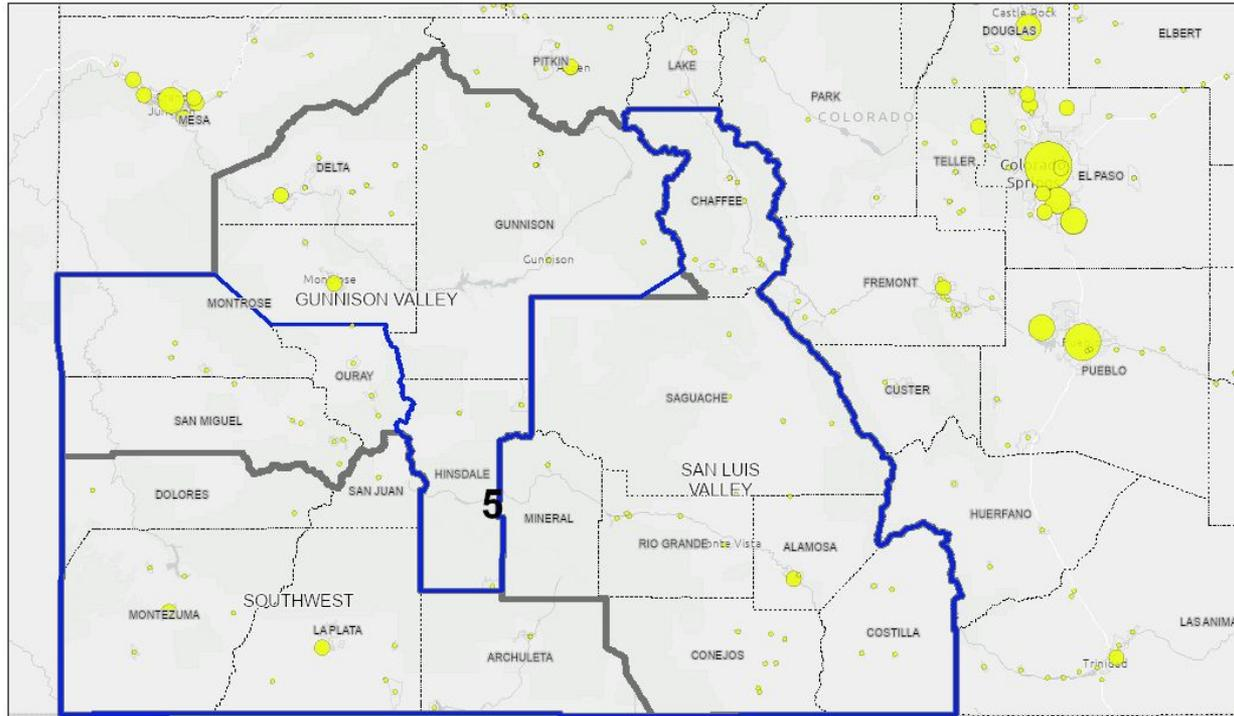 Castle Rock
DOUGLAS
ELBERT
PITKIN
LAKE
PARK
COLORADO
MESA
DELTA
TELLER
Colorado
Springs
EL PASO
CHAFFEE
GUNNISON
Gunnison
FREMONT
Montrose
MONTROSE
GUNNISON VALLEY
PUEBLO
OURAY
CUSTER
SAGUACHE
SAN MIGUEL
HINSDALE
SAN LUIS
VALLEY
DOLORES
SAN JUAN
5
MINERAL
HUERFANO
RIO GRANDE
onte Vista
ALAMOSA
SOUTHWEST
MONTEZUMA
LA PLATA
COSTILLA
LAS ANIMA
ARCHULETA
CONEJOS
Trinidad